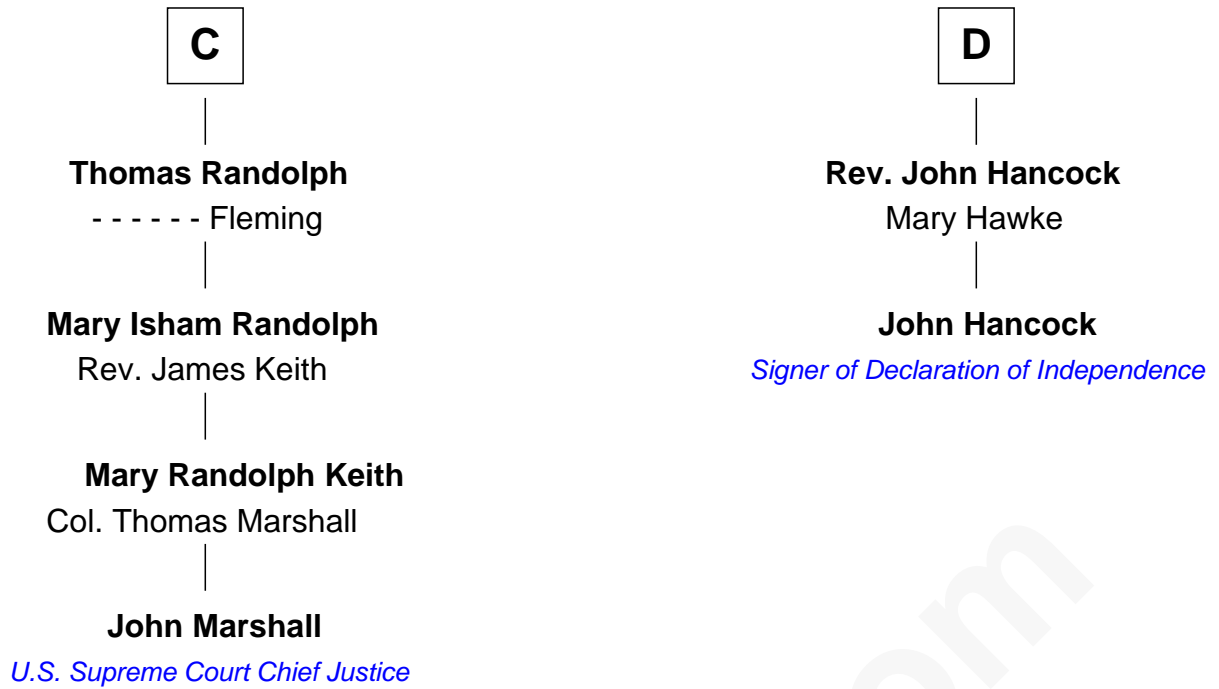 C
Thomas Randolph
- - - - - - Fleming
Mary Isham Randolph
Rev. James Keith
Mary Randolph Keith
Col. Thomas Marshall
John Marshall
U.S. Supreme Court Chief Justice
D
Rev. John Hancock
Mary Hawke
John Hancock
Signer of Declaration of Independence
om